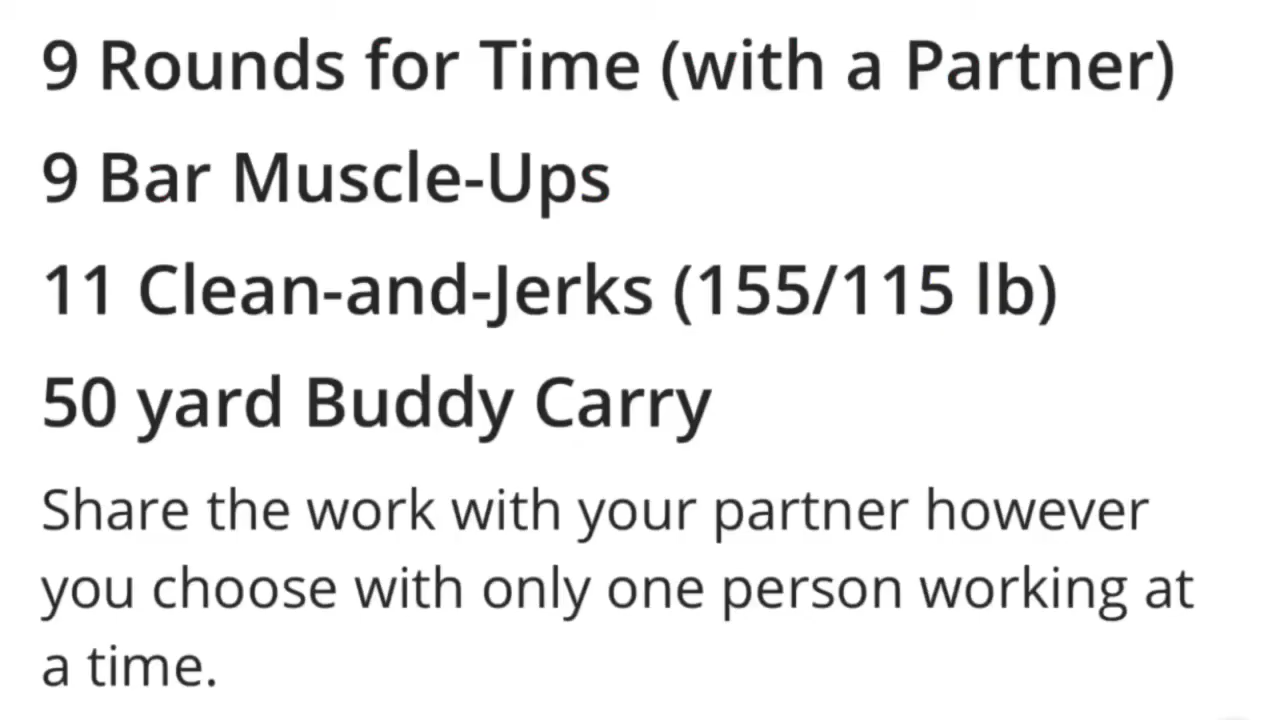 9 Rounds for Time (with a Partner)
9 Bar Muscle-Ups
11 Clean-and-Jerks (155/115 lb)
50 yard Buddy Carry
Share the work with your partner however
you choose with only one person working at
a time.